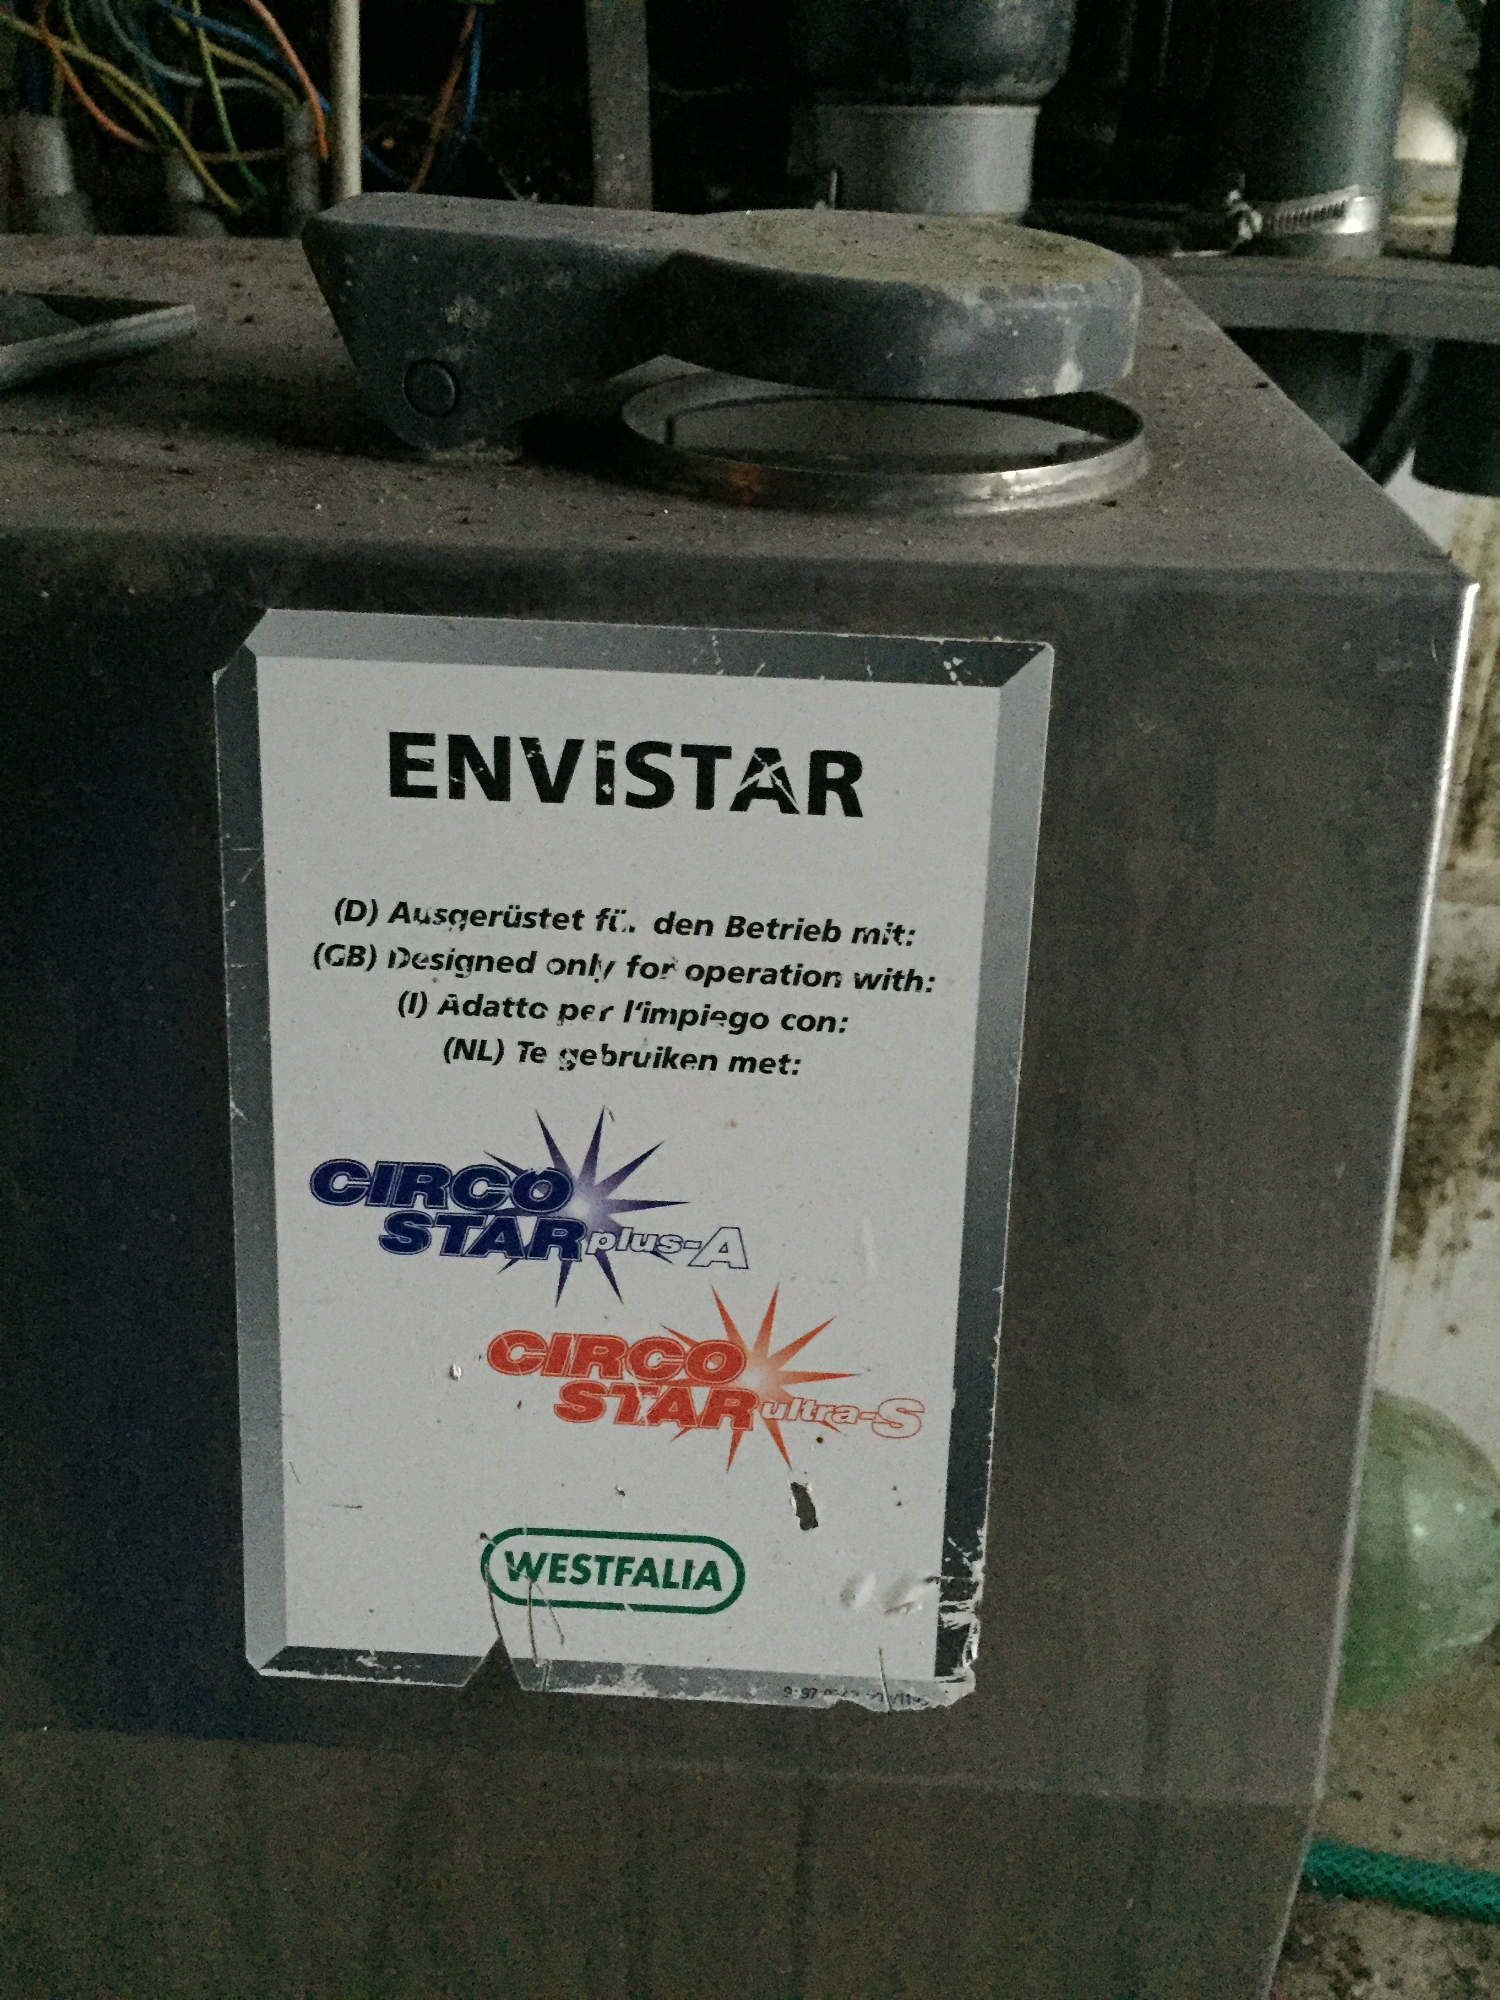 ENViSTAR
(D) Ausgerüstet für den Betrieb mit:
(GB) Designed only for operation with:
(I) Adatto per l'impiego con:
(NL) Te gebruiken met:
CIRCO
STAR plus-A
CIRCO
STAR ultra-S
WESTFALIA